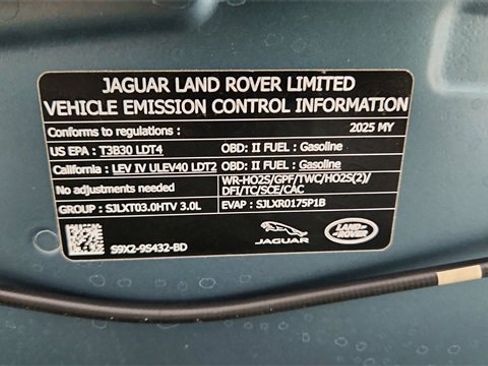 JAGUAR LAND ROVER LIMITED
VEHICLE EMISSION CONTROL INFORMATION
Conforms to regulations : 2025 MY
US EPA : T3B30 LDT4 OBD: II FUEL : Gasoline
California : LEV IV ULEV40 LDT2 OBD: II FUEL : Gasoline
No adjustments needed WR-HO2S/GPF/TWC/HO2S(2)/
DFI/TC/SCE/CAC
GROUP : SJLXT03.0HTV 3.0L EVAP : SJLXR0175P1B
S9X2-9S432-BD
JAGUAR
LAND-
ROVER